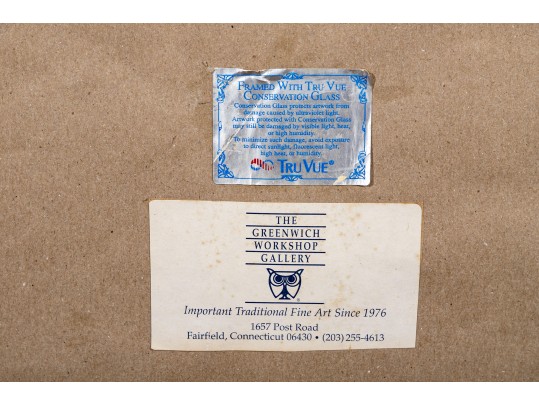 FRAMED WITH TRU VUE
CONSERVATION GLASS
Conservation Glass protects artwork from
damage caused by ultraviolet light.
Artwork protected with Conservation Glass
may still be damaged by visible light, heat,
or high humidity.
To minimize such damage, avoid exposure
to direct sunlight, fluorescent light,
high heat, or humidity.
TRU VUE®
THE
GREENWICH
WORKSHOP
GALLERY
®
Important Traditional Fine Art Since 1976
1657 Post Road
Fairfield, Connecticut 06430 • (203) 255-4613